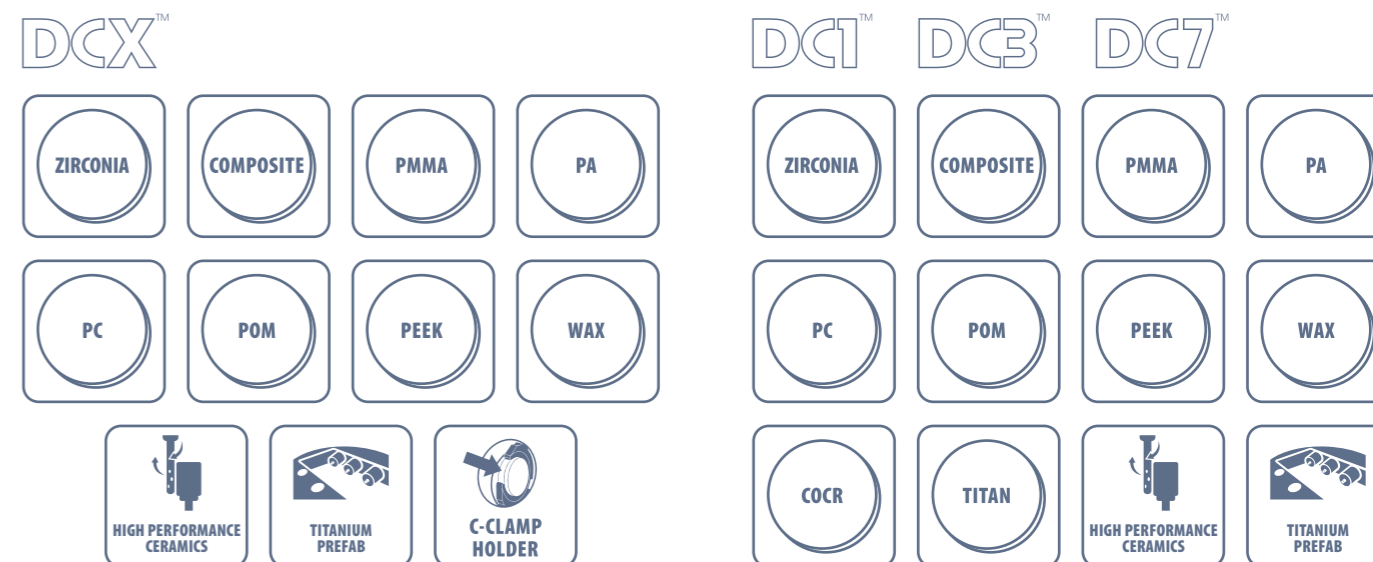 DCX™
ZIRCONIA
COMPOSITE
PMMA
PA
PC
POM
PEEK
WAX
HIGH PERFORMANCE
CERAMICS
TITANIUM
PREFAB
C-CLAMP
HOLDER
DC1™ DC3™ DC7™
ZIRCONIA
COMPOSITE
PMMA
PA
PC
POM
PEEK
WAX
COCR
TITAN
HIGH PERFORMANCE
CERAMICS
TITANIUM
PREFAB